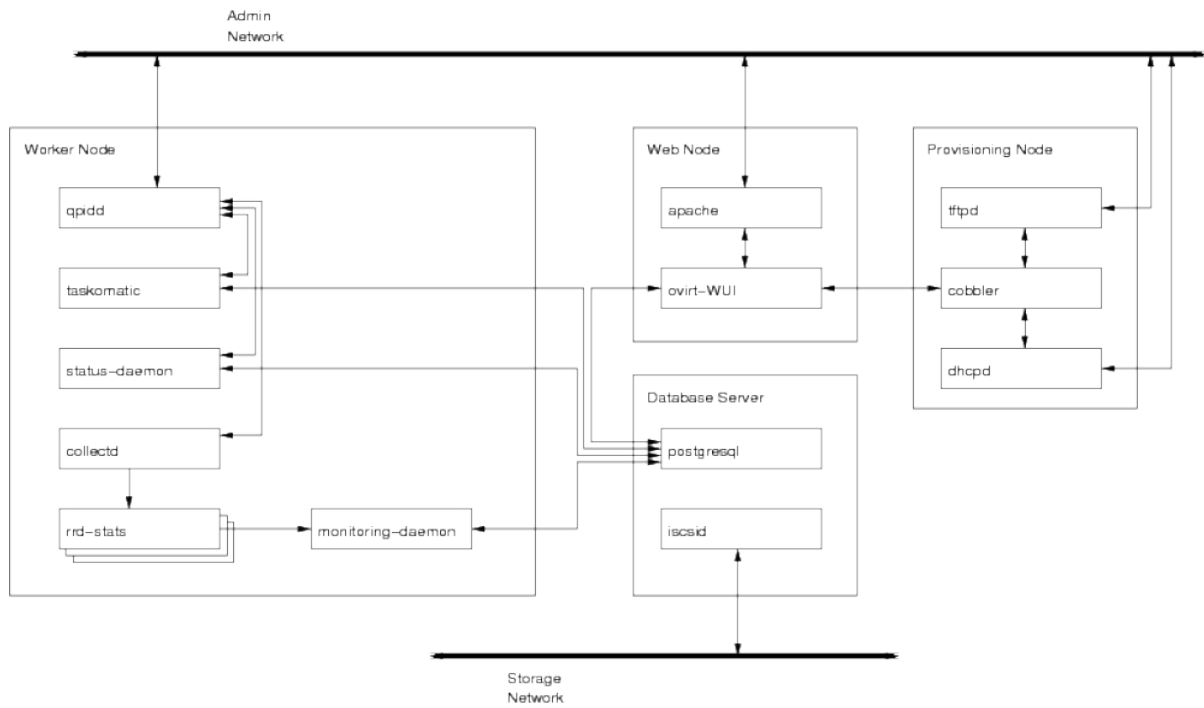 Admin
Network
Worker Node
qpidd
taskomatic
status-daemon
collectd
rrd-stats
monitoring-daemon
Web Node
apache
ovirt-WUI
Database Server
postgresql
iscsid
Provisioning Node
tftpd
cobbler
dhcpd
Storage
Network